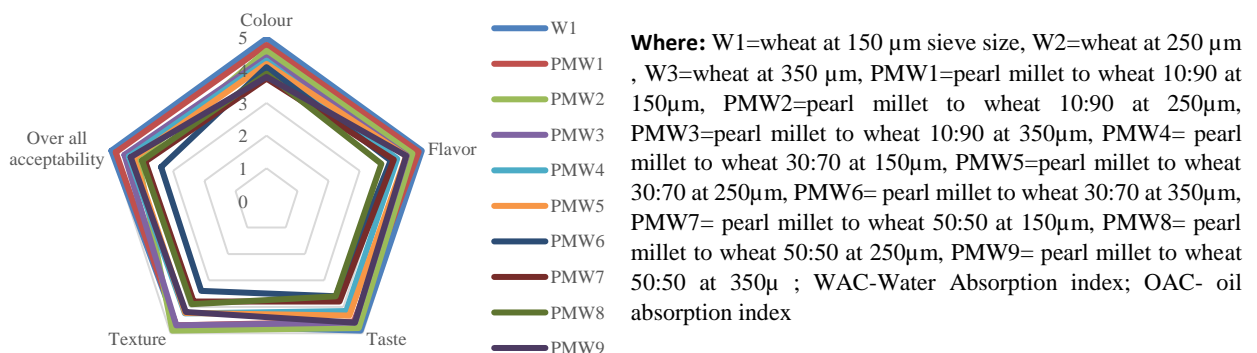 Colour
5
4
3
2
1
0
Flavor
Taste
Texture
Over all
acceptability
W1
PMW1
PMW2
PMW3
PMW4
PMW5
PMW6
PMW7
PMW8
PMW9
Where: W1=wheat at 150 µm sieve size, W2=wheat at 250 µm
, W3=wheat at 350 µm, PMW1=pearl millet to wheat 10:90 at
150µm, PMW2=pearl millet to wheat 10:90 at 250µm,
PMW3=pearl millet to wheat 10:90 at 350µm, PMW4= pearl
millet to wheat 30:70 at 150µm, PMW5=pearl millet to wheat
30:70 at 250µm, PMW6= pearl millet to wheat 30:70 at 350µm,
PMW7= pearl millet to wheat 50:50 at 150µm, PMW8= pearl
millet to wheat 50:50 at 250µm, PMW9= pearl millet to wheat
50:50 at 350µ ; WAC-Water Absorption index; OAC- oil
absorption index